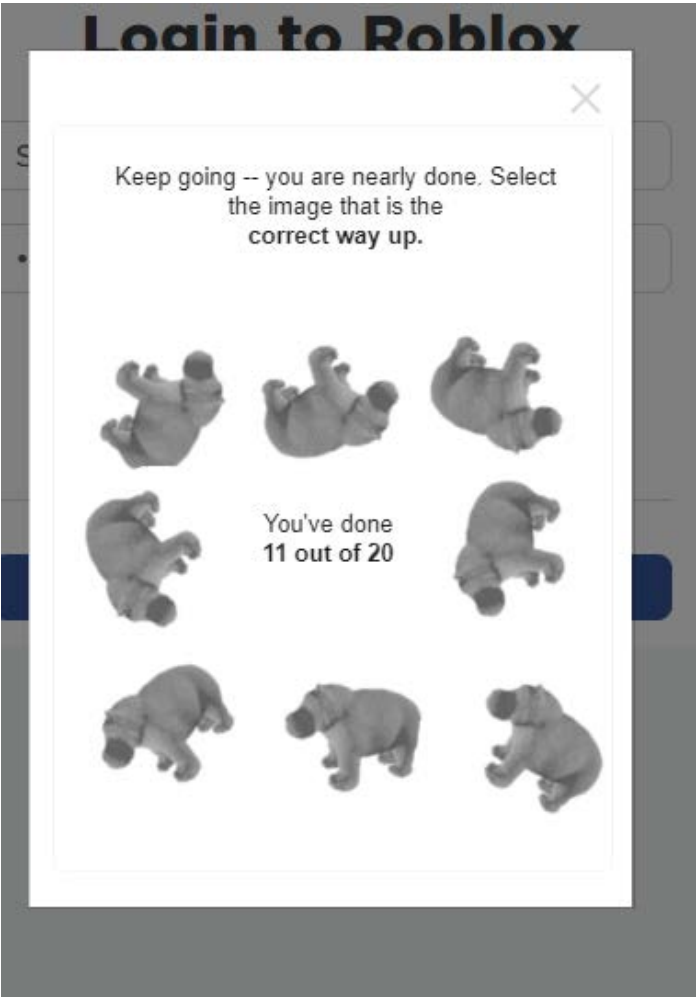 Login to Roblox
S
Keep going -- you are nearly done. Select
the image that is the
correct way up.
You've done
11 out of 20